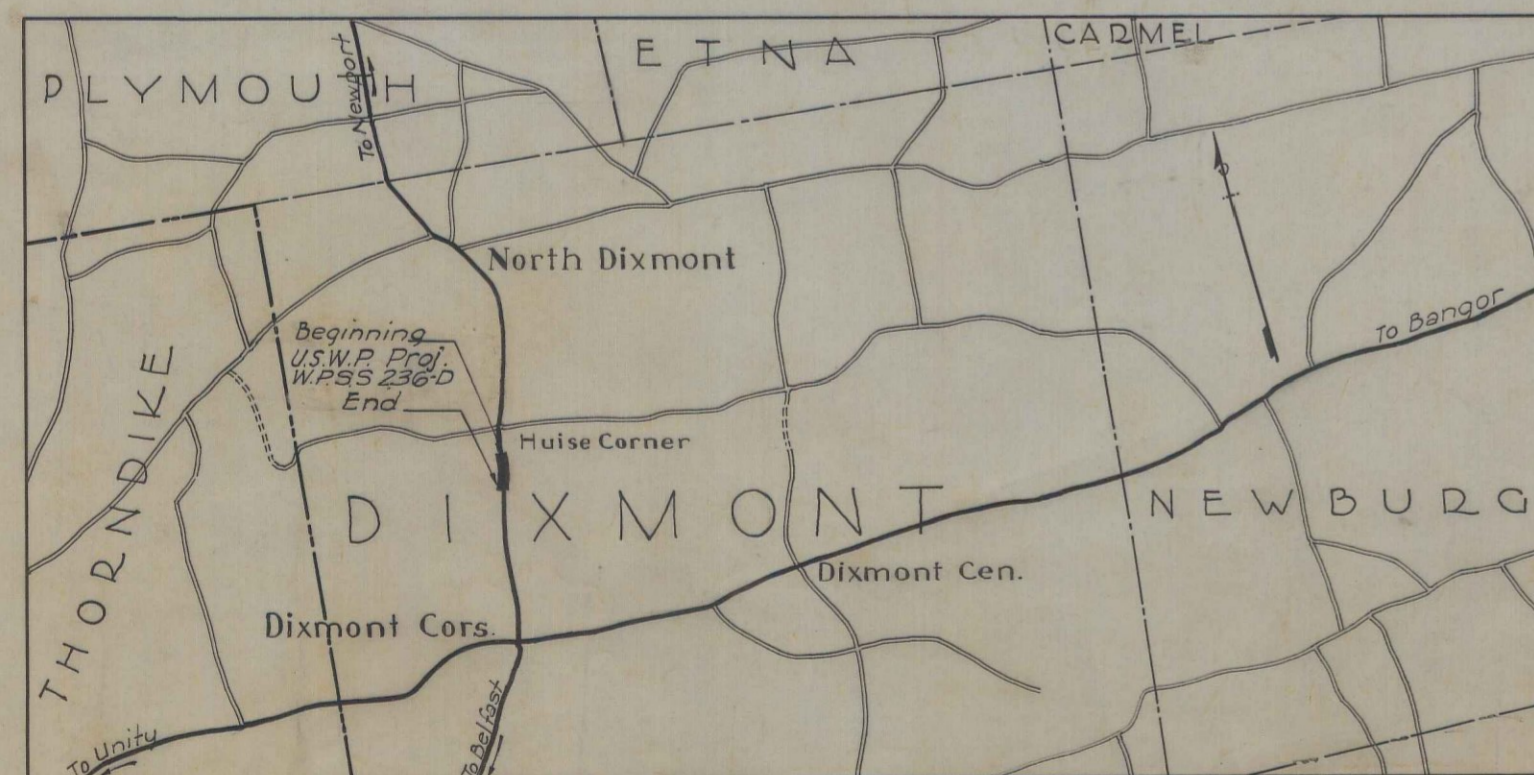 PLYMOUTH
To Newport
ETNA
CARMEL
North Dixmont
To Bangor
Beginning
U.S.W.P. Proj.
W.P.S.S 236-D
End
THORNDIKE
Huise Corner
DIXMONT
NEWBURG
Dixmont Cen.
Dixmont Cors.
To Unity
To Belfast